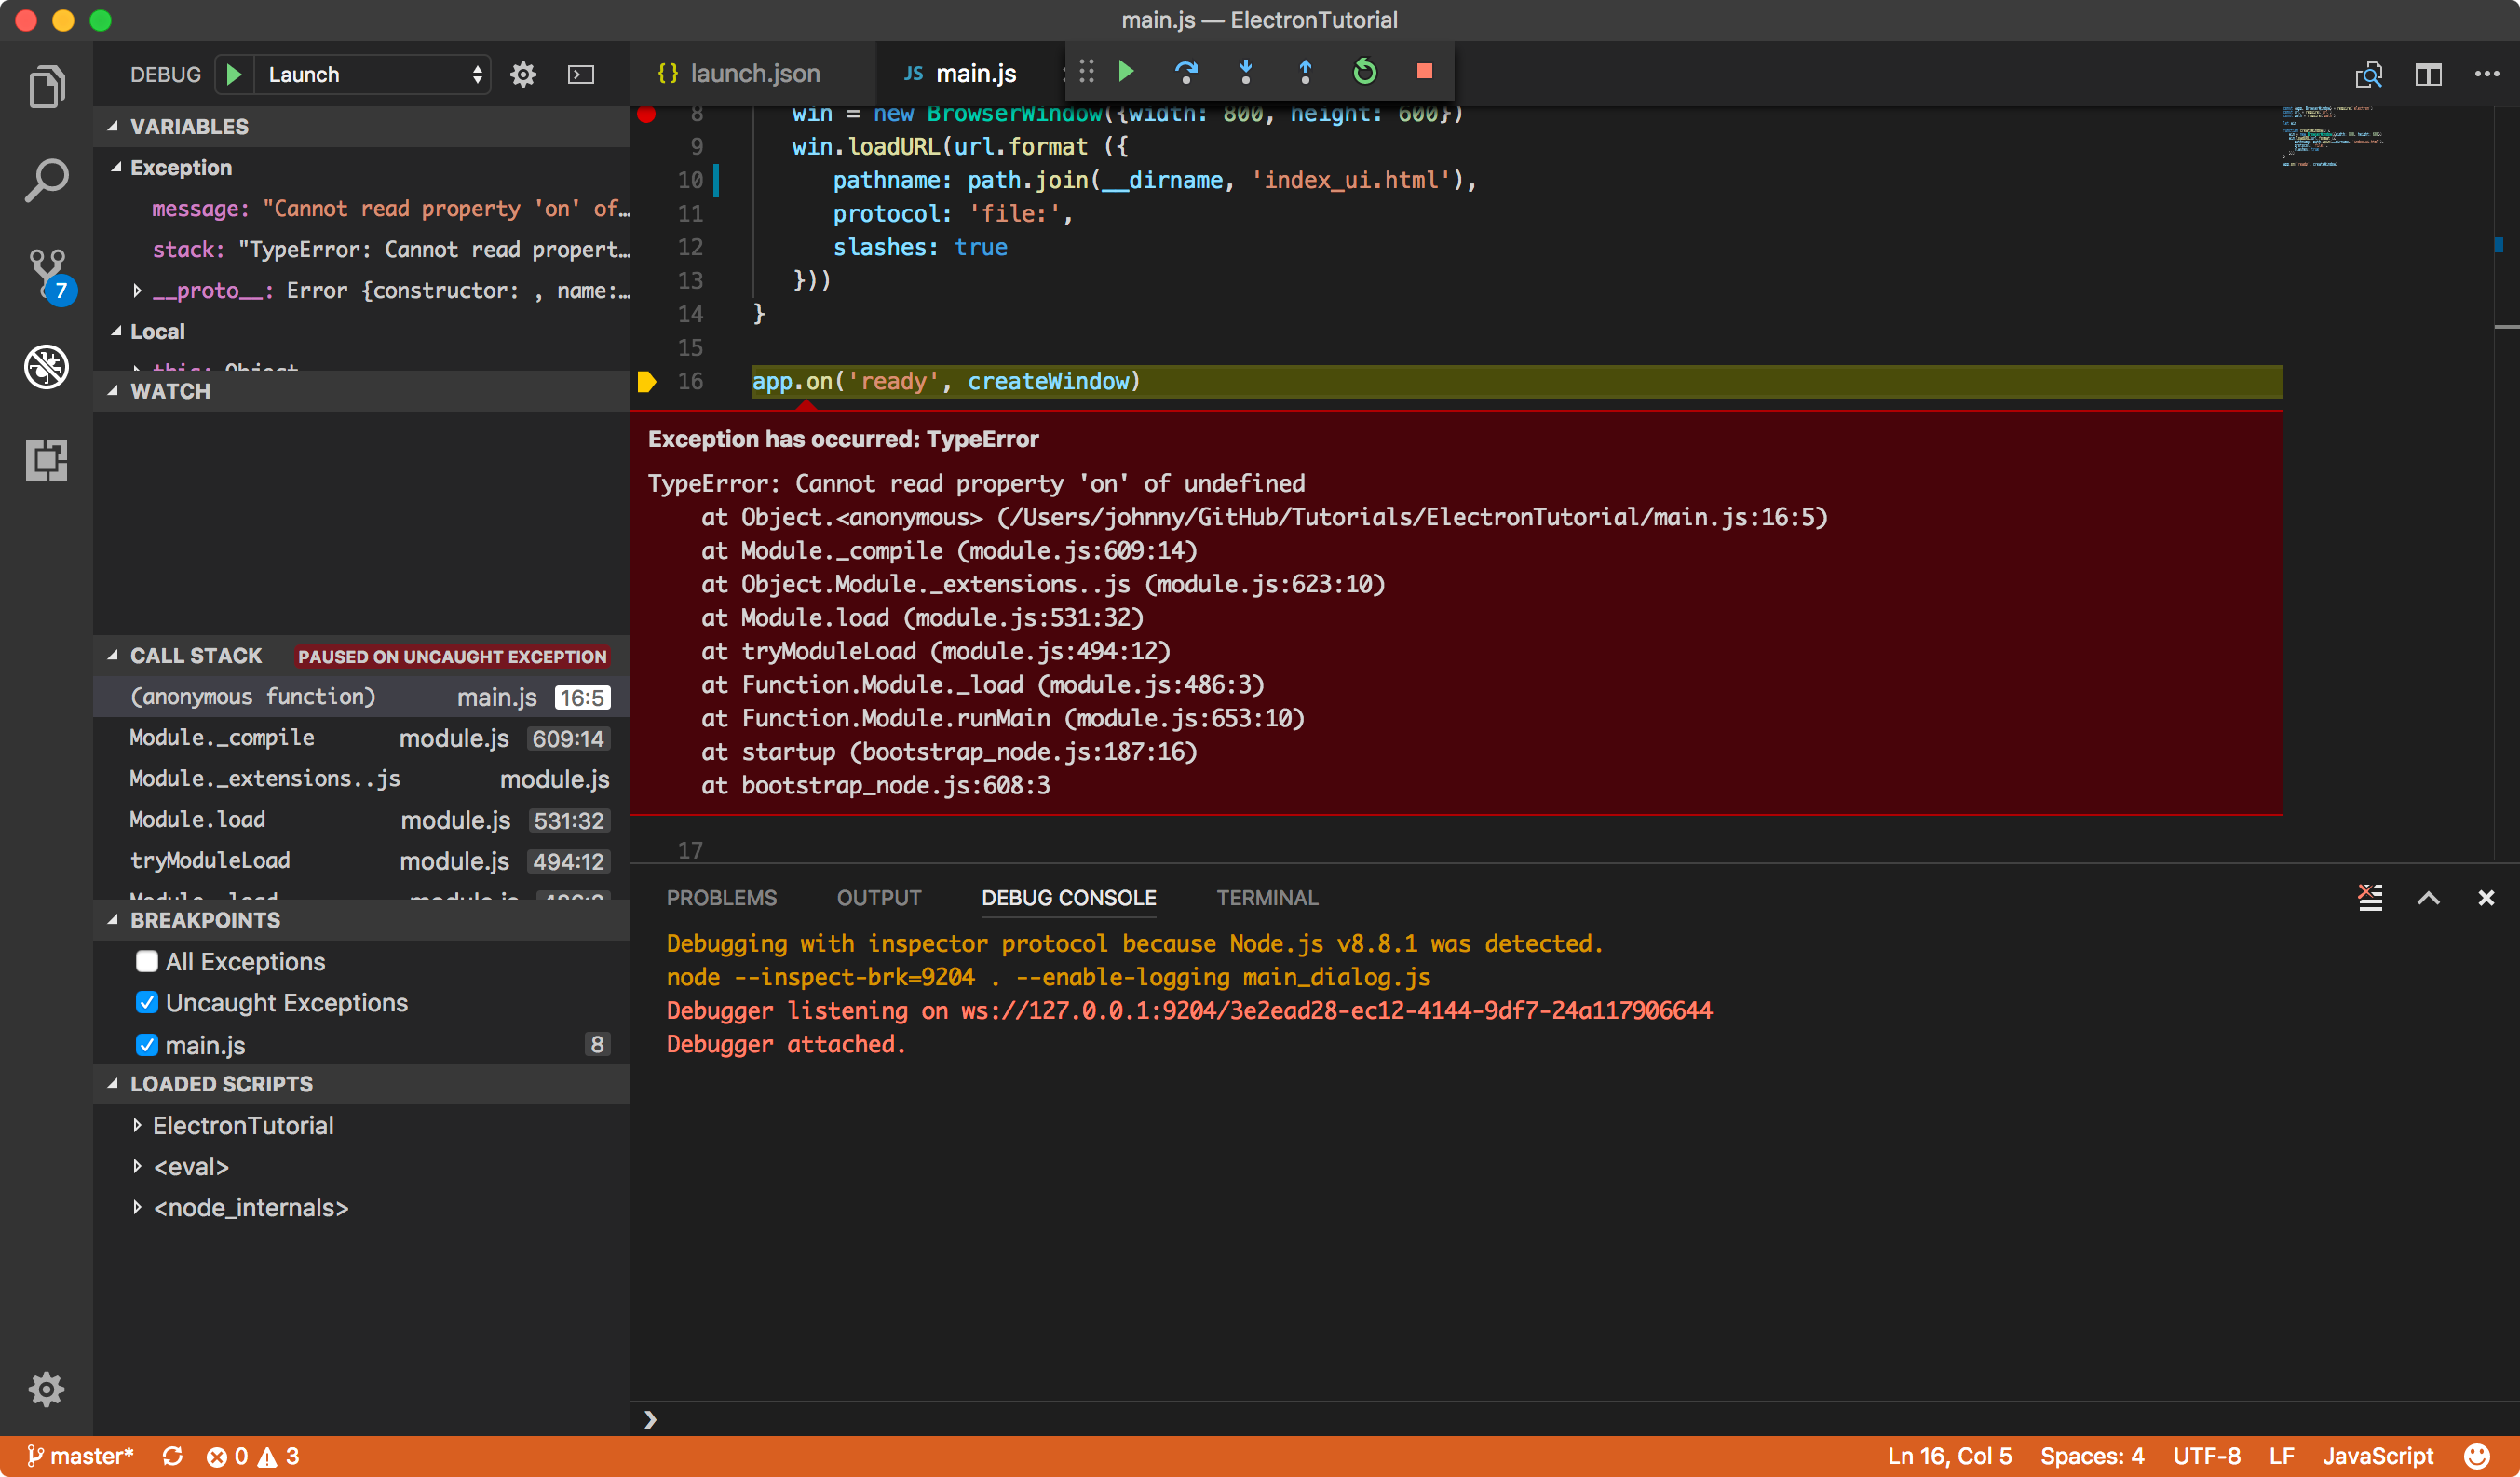 main.js — ElectronTutorial
DEBUG Launch
{} launch.json
JS main.js
VARIABLES
Exception
message: "Cannot read property 'on' of…
stack: "TypeError: Cannot read propert…
__proto__: Error {constructor: , name:…
Local
this: Object
WATCH
CALL STACK PAUSED ON UNCAUGHT EXCEPTION
(anonymous function) main.js 16:5
Module._compile module.js 609:14
Module._extensions..js module.js
Module.load module.js 531:32
tryModuleLoad module.js 494:12
Module._load module.js 486:3
BREAKPOINTS
All Exceptions
Uncaught Exceptions
main.js 8
LOADED SCRIPTS
ElectronTutorial
<eval>
<node_internals>
7
8 win = new BrowserWindow({width: 800, height: 600})
9 win.loadURL(url.format ({
10 pathname: path.join(__dirname, 'index_ui.html'),
11 protocol: 'file:',
12 slashes: true
13 }))
14 }
15
16 app.on('ready', createWindow)
Exception has occurred: TypeError
TypeError: Cannot read property 'on' of undefined
at Object.<anonymous> (/Users/johnny/GitHub/Tutorials/ElectronTutorial/main.js:16:5)
at Module._compile (module.js:609:14)
at Object.Module._extensions..js (module.js:623:10)
at Module.load (module.js:531:32)
at tryModuleLoad (module.js:494:12)
at Function.Module._load (module.js:486:3)
at Function.Module.runMain (module.js:653:10)
at startup (bootstrap_node.js:187:16)
at bootstrap_node.js:608:3
17
PROBLEMS OUTPUT DEBUG CONSOLE TERMINAL
Debugging with inspector protocol because Node.js v8.8.1 was detected.
node --inspect-brk=9204 . --enable-logging main_dialog.js
Debugger listening on ws://127.0.0.1:9204/3e2ead28-ec12-4144-9df7-24a117906644
Debugger attached.
master* 0 3
Ln 16, Col 5 Spaces: 4 UTF-8 LF JavaScript